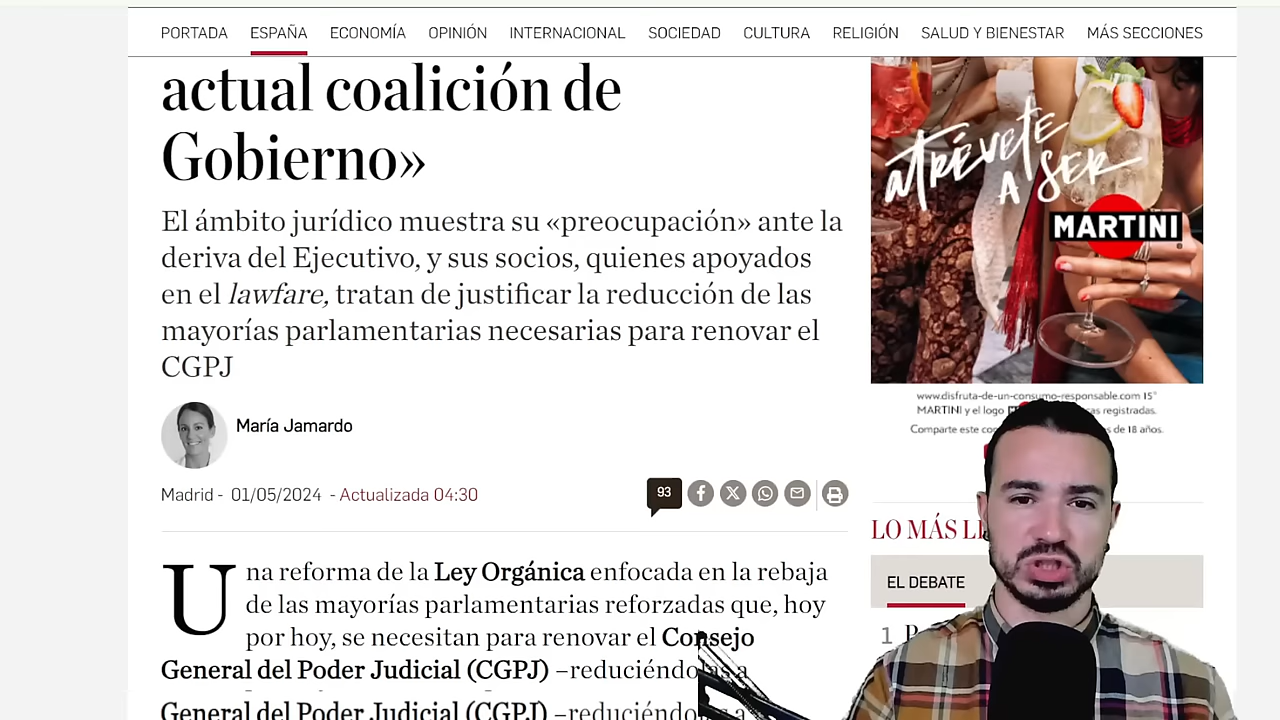 PORTADA ESPAÑA ECONOMÍA OPINIÓN INTERNACIONAL SOCIEDAD CULTURA RELIGIÓN SALUD Y BIENESTAR MÁS SECCIONES
actual coalición de
Gobierno»
El ámbito jurídico muestra su «preocupación» ante la
deriva del Ejecutivo, y sus socios, quienes apoyados
en el lawfare, tratan de justificar la reducción de las
mayorías parlamentarias necesarias para renovar el
CGPJ
María Jamardo
Madrid - 01/05/2024 - Actualizada 04:30
93
Una reforma de la Ley Orgánica enfocada en la rebaja
de las mayorías parlamentarias reforzadas que, hoy
por hoy, se necesitan para renovar el Consejo
General del Poder Judicial (CGPJ) –reduciéndolas a
General del Poder Judicial (CGPJ) –reduciéndolas a
atrévete
a ser
MARTINI
www.disfruta-de-un-consumo-responsable.com 15°
MARTINI y el logo registradas.
Comparte este de 18 años.
LO MÁS
EL DEBATE
1